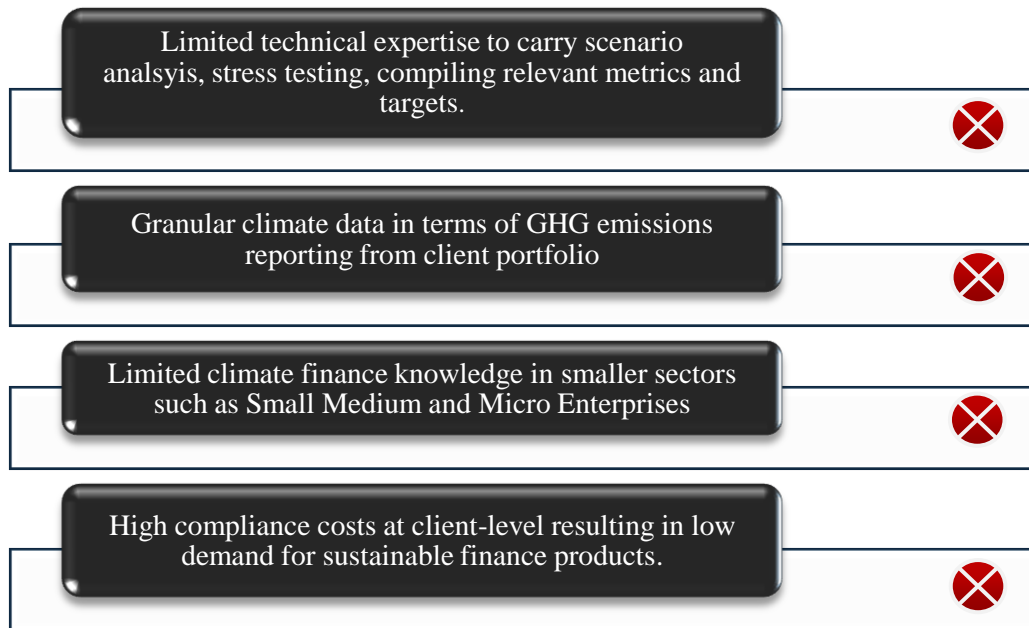 Limited technical expertise to carry scenario
analsyis, stress testing, compiling relevant metrics and
targets.
Granular climate data in terms of GHG emissions
reporting from client portfolio
Limited climate finance knowledge in smaller sectors
such as Small Medium and Micro Enterprises
High compliance costs at client-level resulting in low
demand for sustainable finance products.